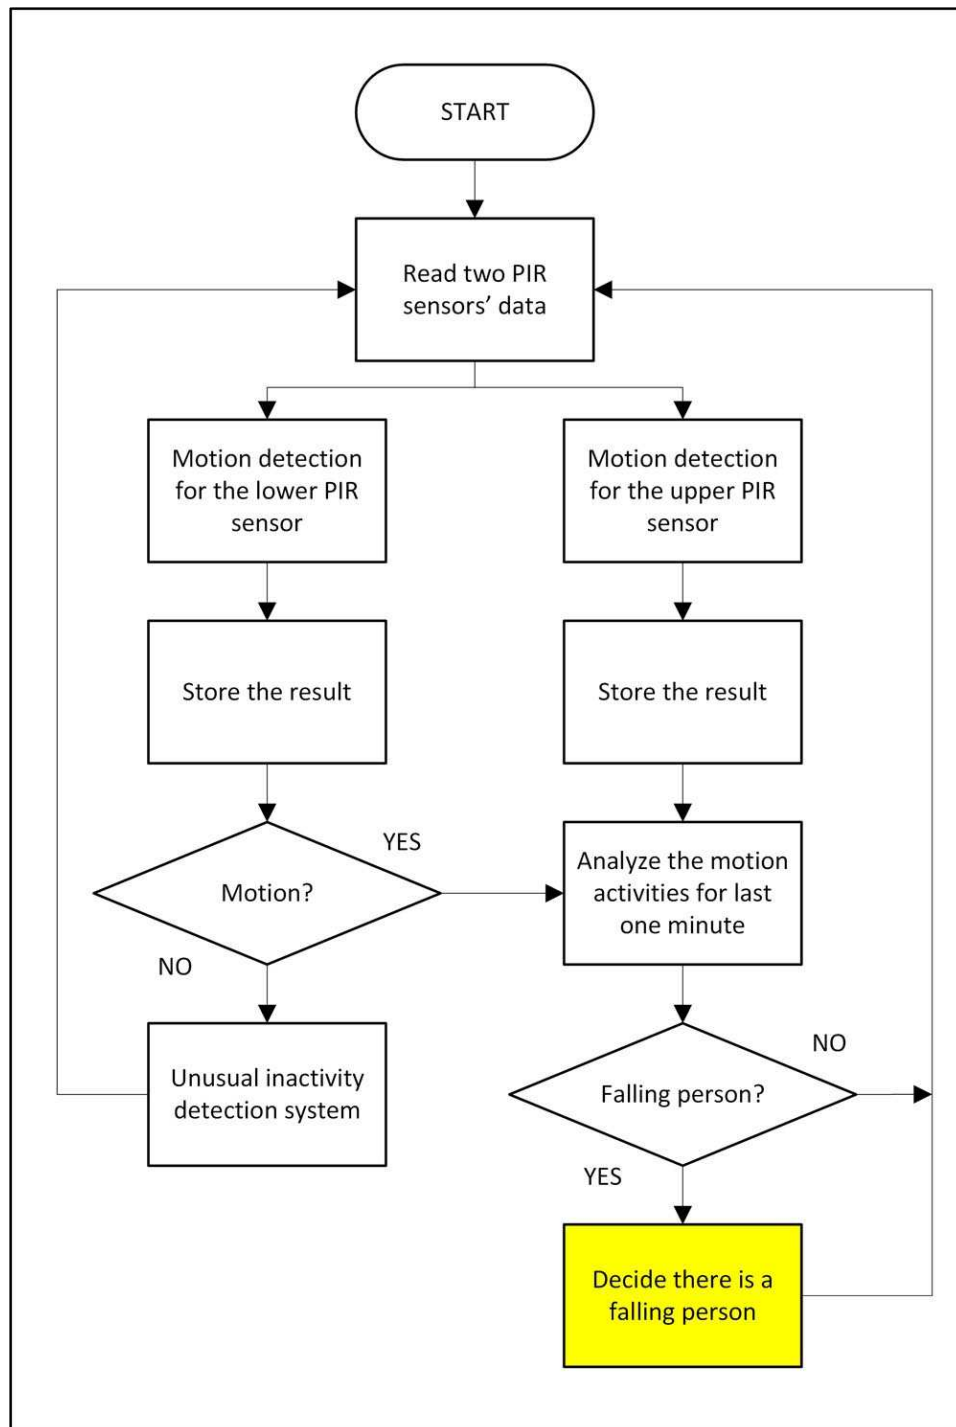 START
Read two PIR
sensors’ data
Motion detection
for the lower PIR
sensor
Motion detection
for the upper PIR
sensor
Store the result
Store the result
YES
Motion?
NO
Analyze the motion
activities for last
one minute
Unusual inactivity
detection system
NO
Falling person?
YES
Decide there is a
falling person